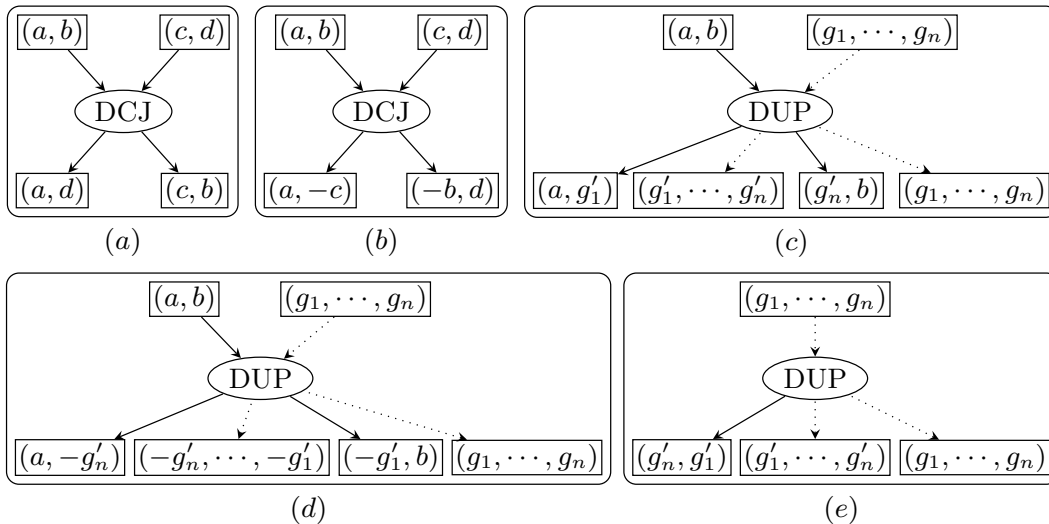 (a, b) (c, d) (a, b) (c, d) (a, b) (g₁, ⋯, gₙ)
DCJ DCJ DUP
(a, d) (c, b) (a, −c) (−b, d) (a, g′₁) (g′₁, ⋯, g′ₙ) (g′ₙ, b) (g₁, ⋯, gₙ)
(a) (b) (c)
(a, b) (g₁, ⋯, gₙ) (g₁, ⋯, gₙ)
DUP DUP
(a, −g′ₙ) (−g′ₙ, ⋯, −g′₁) (−g′₁, b) (g₁, ⋯, gₙ) (g′ₙ, g′₁) (g′₁, ⋯, g′ₙ) (g₁, ⋯, gₙ)
(d) (e)